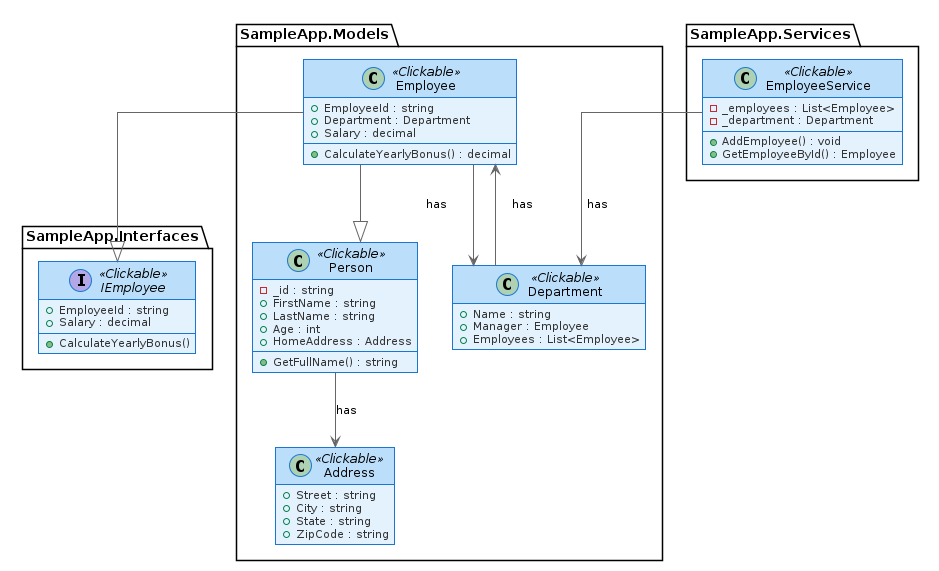 SampleApp.Models
«Clickable»
C
Employee
EmployeeId : string
Department : Department
Salary : decimal
CalculateYearlyBonus() : decimal
SampleApp.Services
«Clickable»
C
EmployeeService
_employees : List<Employee>
_department : Department
AddEmployee() : void
GetEmployeeById() : Employee
has
has
has
SampleApp.Interfaces
«Clickable»
I
IEmployee
EmployeeId : string
Salary : decimal
CalculateYearlyBonus()
«Clickable»
C
Person
_id : string
FirstName : string
LastName : string
Age : int
HomeAddress : Address
GetFullName() : string
«Clickable»
C
Department
Name : string
Manager : Employee
Employees : List<Employee>
has
«Clickable»
C
Address
Street : string
City : string
State : string
ZipCode : string